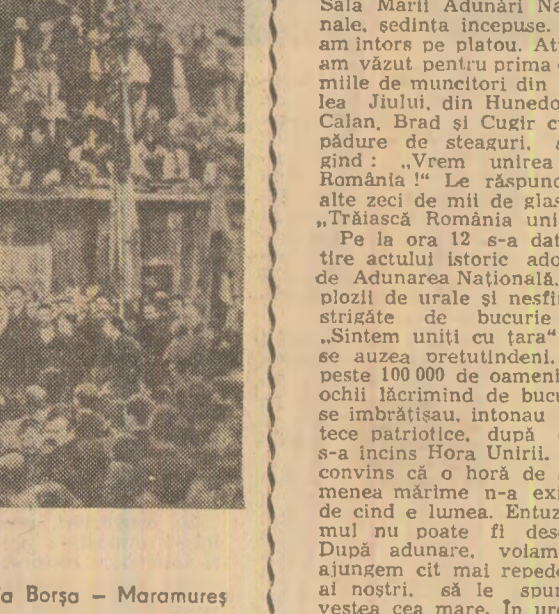 Sala Marii Adunări Na
nale, ședința începuse.
am întors pe platou. At
am văzut pentru prima
miile de muncitori din
lea Jiului, din Hunedo
Calan, Brad și Cugir c
pădure de steaguri,
gînd : „Vrem unirea
România !“ Le răspund
alte zeci de mii de glas
„Trăiască România uni
Pe la ora 12 s-a dat
tire actului istoric ado
de Adunarea Națională.
plozii de urale și nesfî
strigăte de bucurie
„Sîntem uniți cu țara“
se auzea pretutindeni.
peste 100 000 de oameni
ochii lăcrimînd de bucu
se îmbrățișau, intonau
tece patriotice, după
s-a încins Hora Unirii.
convins că o horă de
menea mărime n-a exi
de cînd e lumea. Entuz
mul nu poate fi desc
După adunare, volam
ajungem cît mai reped
ai noștri, să le spun
vestea cea mare. În ur
a Borșa — Maramureș